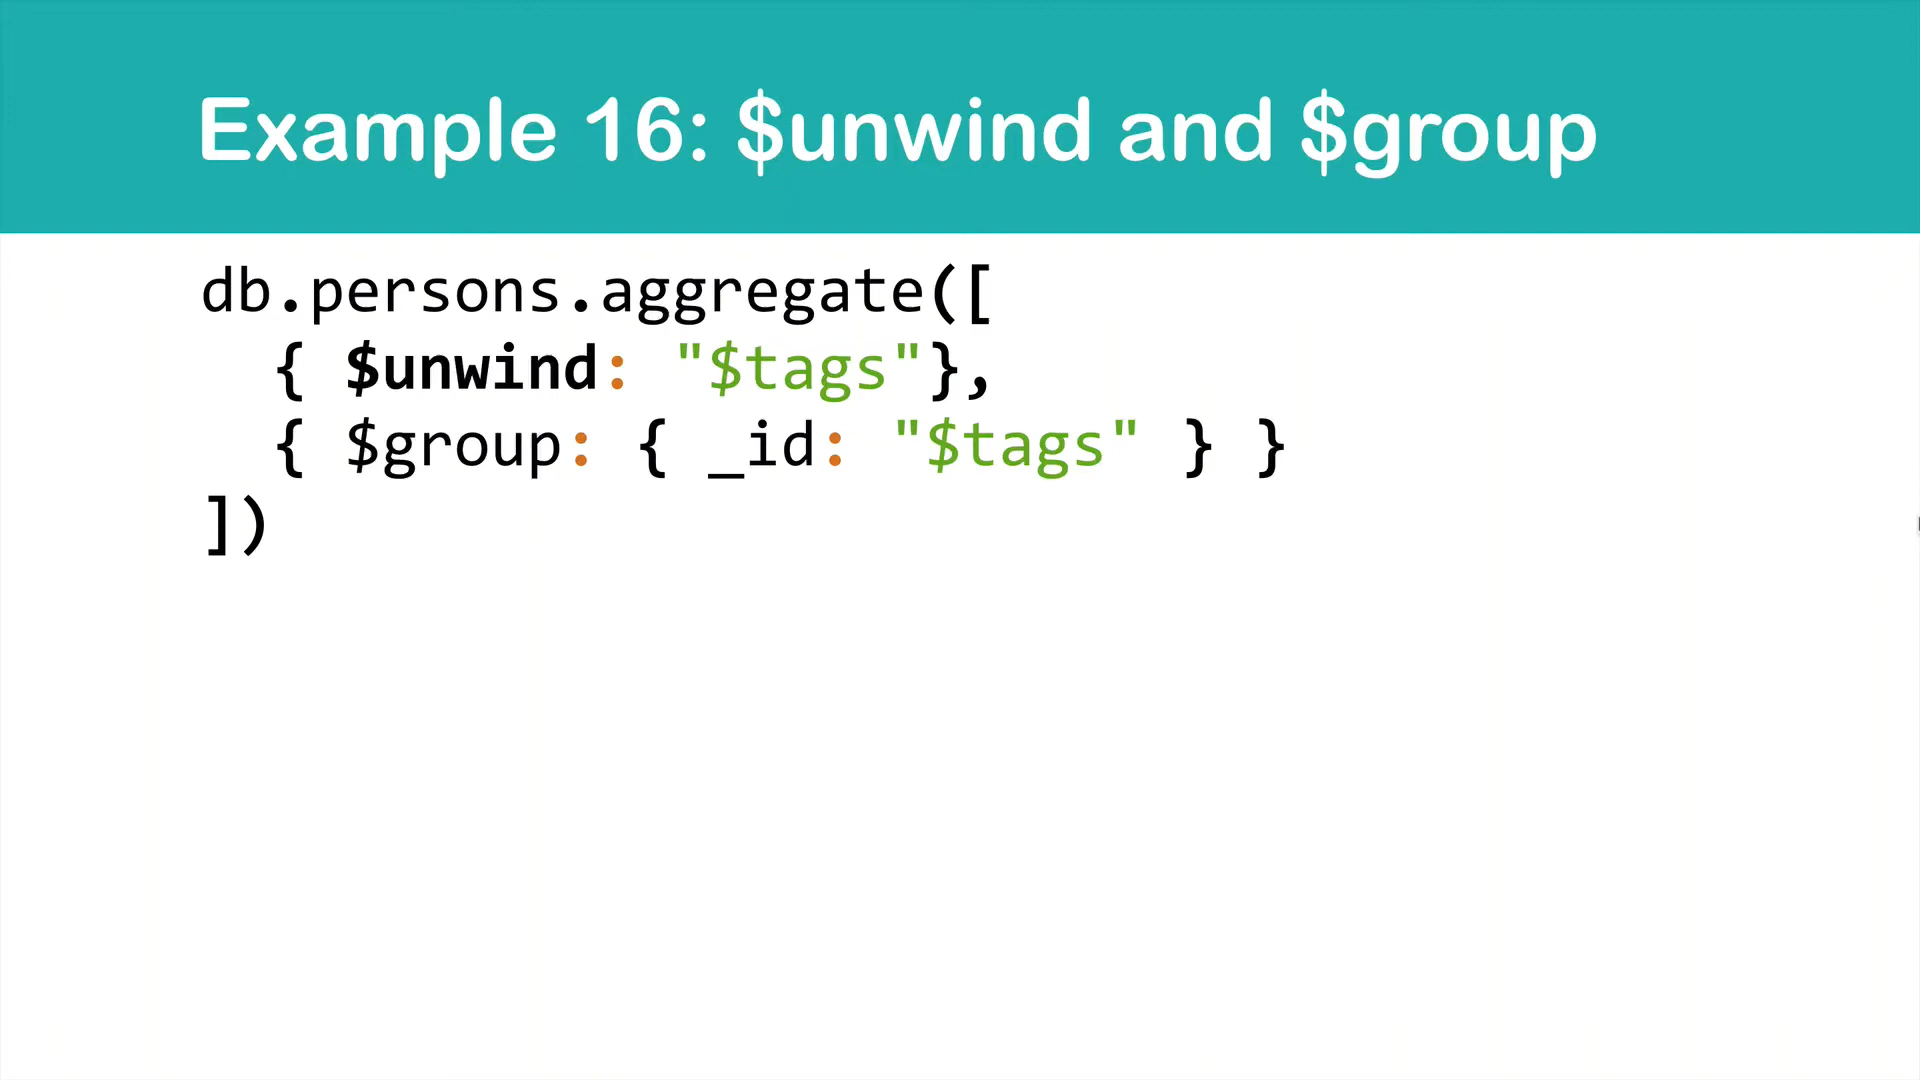 Example 16: $unwind and $group
db.persons.aggregate([
  { $unwind: "$tags"},
  { $group: { _id: "$tags" } }
])